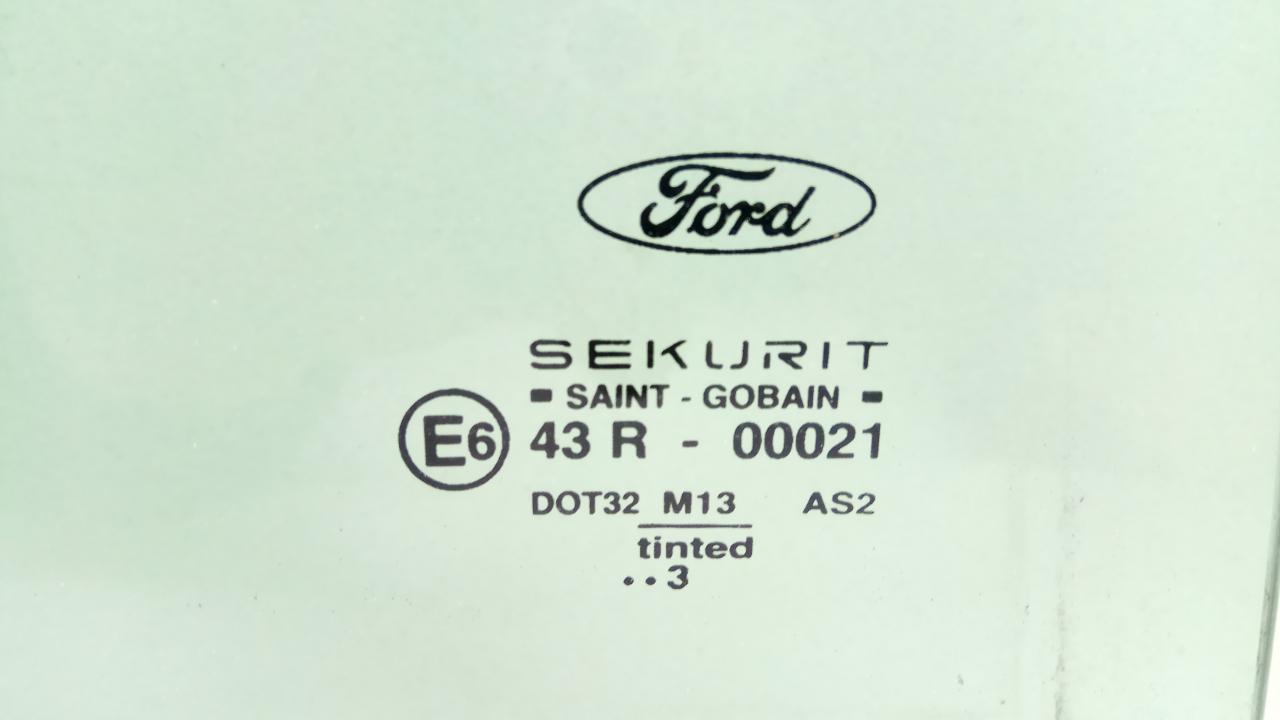 Ford
SEKURIT
- SAINT - GOBAIN -
E6 43 R - 00021
DOT32 M13 AS2
tinted
..3